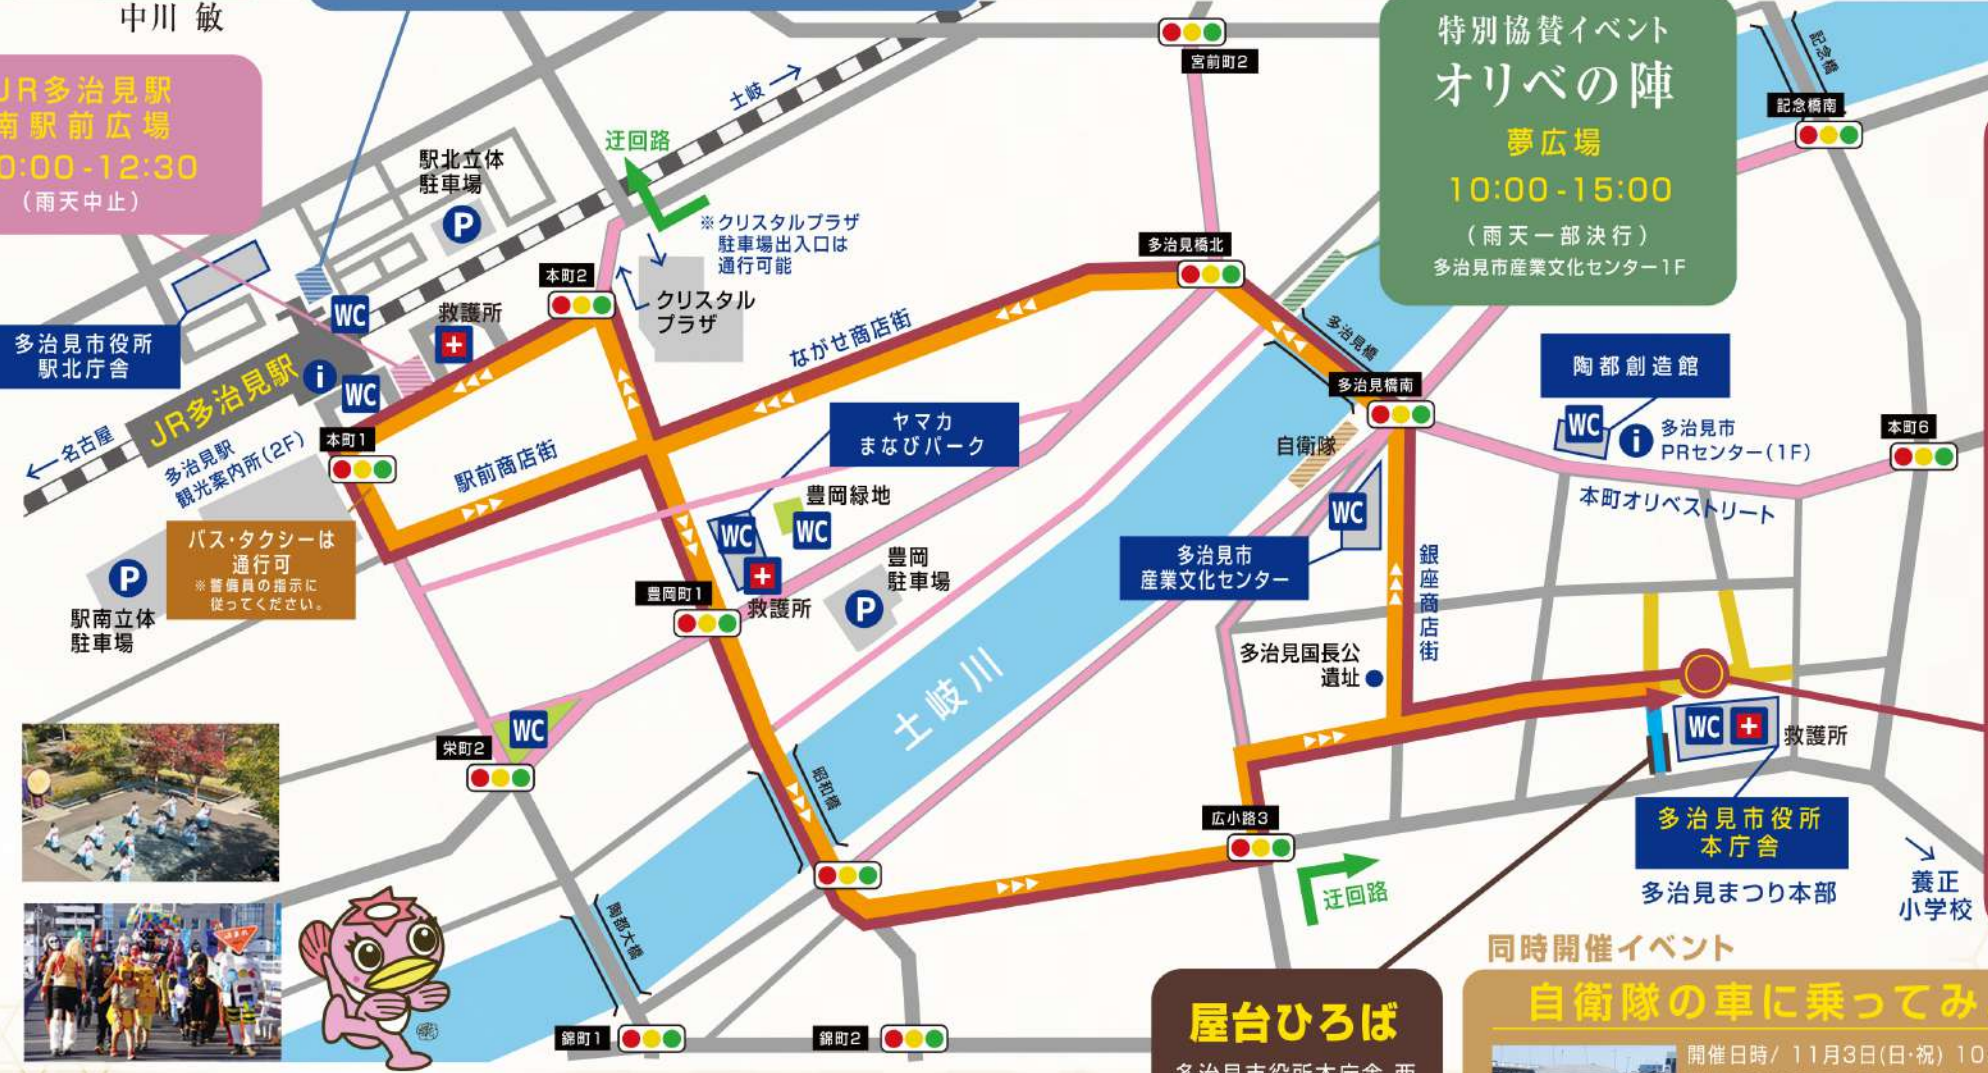 中川 敏
JR多治見駅
南駅前広場
0:00-12:30
(雨天中止)
多治見市役所
駅北庁舎
駅北立体
駐車場
P
土岐→
迂回路
※クリスタルプラザ
駐車場出入口は
通行可能
クリスタル
プラザ
宮前町2
特別協賛イベント
オリベの陣
夢広場
10:00-15:00
(雨天一部決行)
多治見市産業文化センター1F
記念橋
記念橋南
多治見橋北
多治見橋
多治見橋南
本町2
WC
救護所
JR多治見駅
i
WC
←名古屋
多治見駅
観光案内所(2F)
本町1
ながせ商店街
駅前商店街
バス・タクシーは
通行可
※警備員の指示に
従ってください。
P
駅南立体
駐車場
ヤマカ
まなびパーク
豊岡緑地
WC
WC
救護所
豊岡町1
豊岡
駐車場
P
自衛隊
WC
多治見市
産業文化センター
陶都創造館
WC
i
多治見市
PRセンター(1F)
本町6
本町オリベストリート
銀座商店街
多治見国長公
遺址
土岐川
栄町2
WC
昭和橋
広小路3
迂回路
WC
救護所
多治見市役所
本庁舎
多治見まつり本部
養正
小学校
陶都大橋
錦町1
錦町2
屋台ひろば
多治見市役所本庁舎 西
同時開催イベント
自衛隊の車に乗ってみ
開催日時/ 11月3日(日・祝) 10